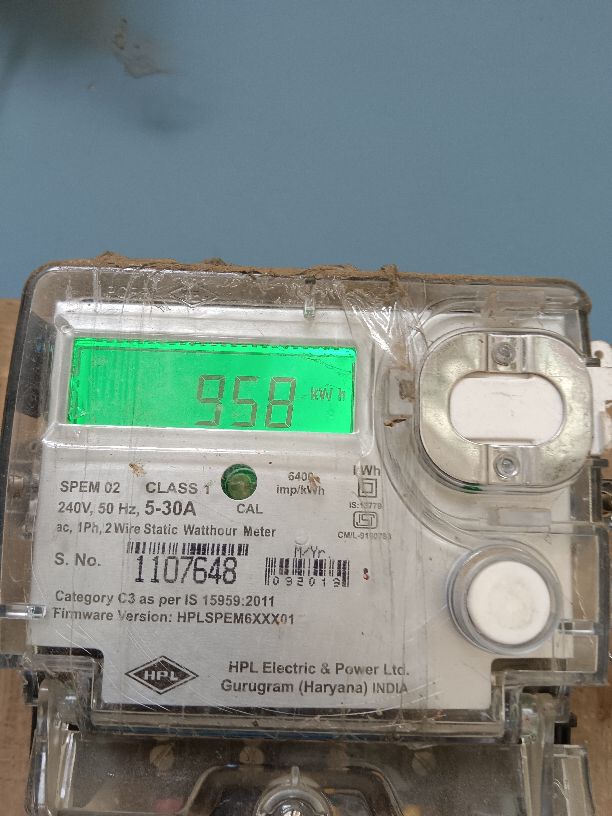 958 kWh
SPEM 02 CLASS 1
240V, 50 Hz, 5-30A
CAL
imp/kWh
kWh
ac, 1Ph, 2 Wire Static Watthour Meter
IS:13779
S. No. 1107648
M/Yr.
092019
Category C3 as per IS 15959:2011
Firmware Version: HPLSPEM6XXX01
HPL
HPL Electric & Power Ltd.
Gurugram (Haryana) INDIA